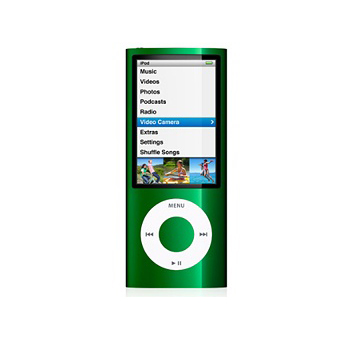 iPod
Music
Videos
Photos
Podcasts
Radio
Video Camera
Extras
Settings
Shuffle Songs
MENU